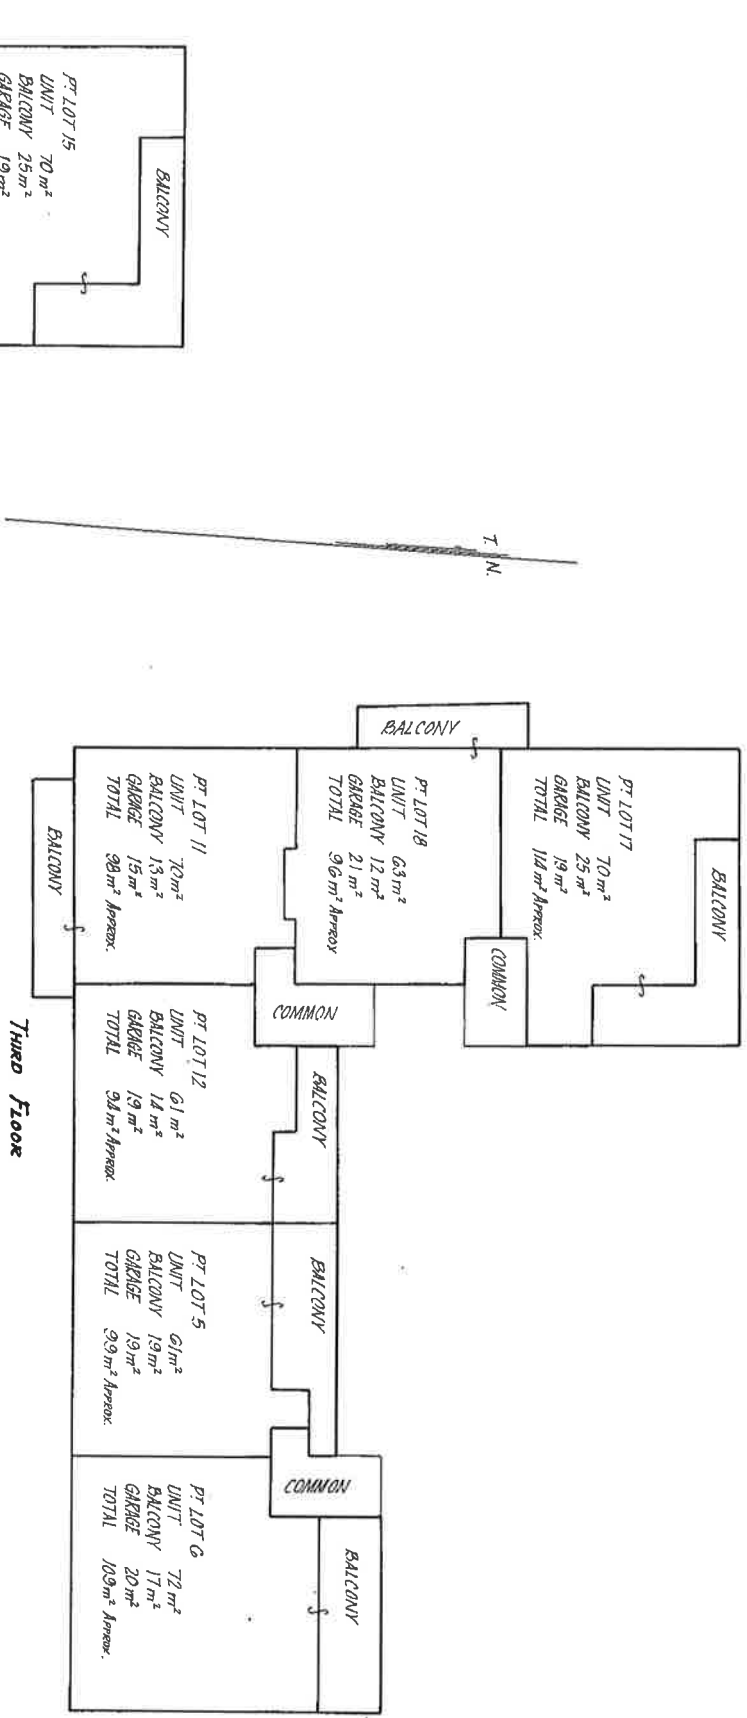 PT LOT 15
UNIT 70 m²
BALCONY 25 m²
GARAGE 19 m²
BALCONY
T. N.
BALCONY
PT LOT 17
UNIT 70 m²
BALCONY 25 m²
GARAGE 19 m²
TOTAL 114 m² APPROX.
BALCONY
COMMON
PT LOT 18
UNIT 63 m²
BALCONY 12 m²
GARAGE 21 m²
TOTAL 96 m² APPROX
PT LOT 11
UNIT 70 m²
BALCONY 13 m²
GARAGE 15 m²
TOTAL 98 m² APPROX.
BALCONY
COMMON
PT LOT 12
UNIT 61 m²
BALCONY 14 m²
GARAGE 19 m²
TOTAL 94 m² APPROX.
BALCONY
PT LOT 5
UNIT 61 m²
BALCONY 19 m²
GARAGE 19 m²
TOTAL 99 m² APPROX.
BALCONY
COMMON
PT LOT 6
UNIT 72 m²
BALCONY 17 m²
GARAGE 20 m²
TOTAL 109 m² APPROX.
BALCONY
THIRD FLOOR